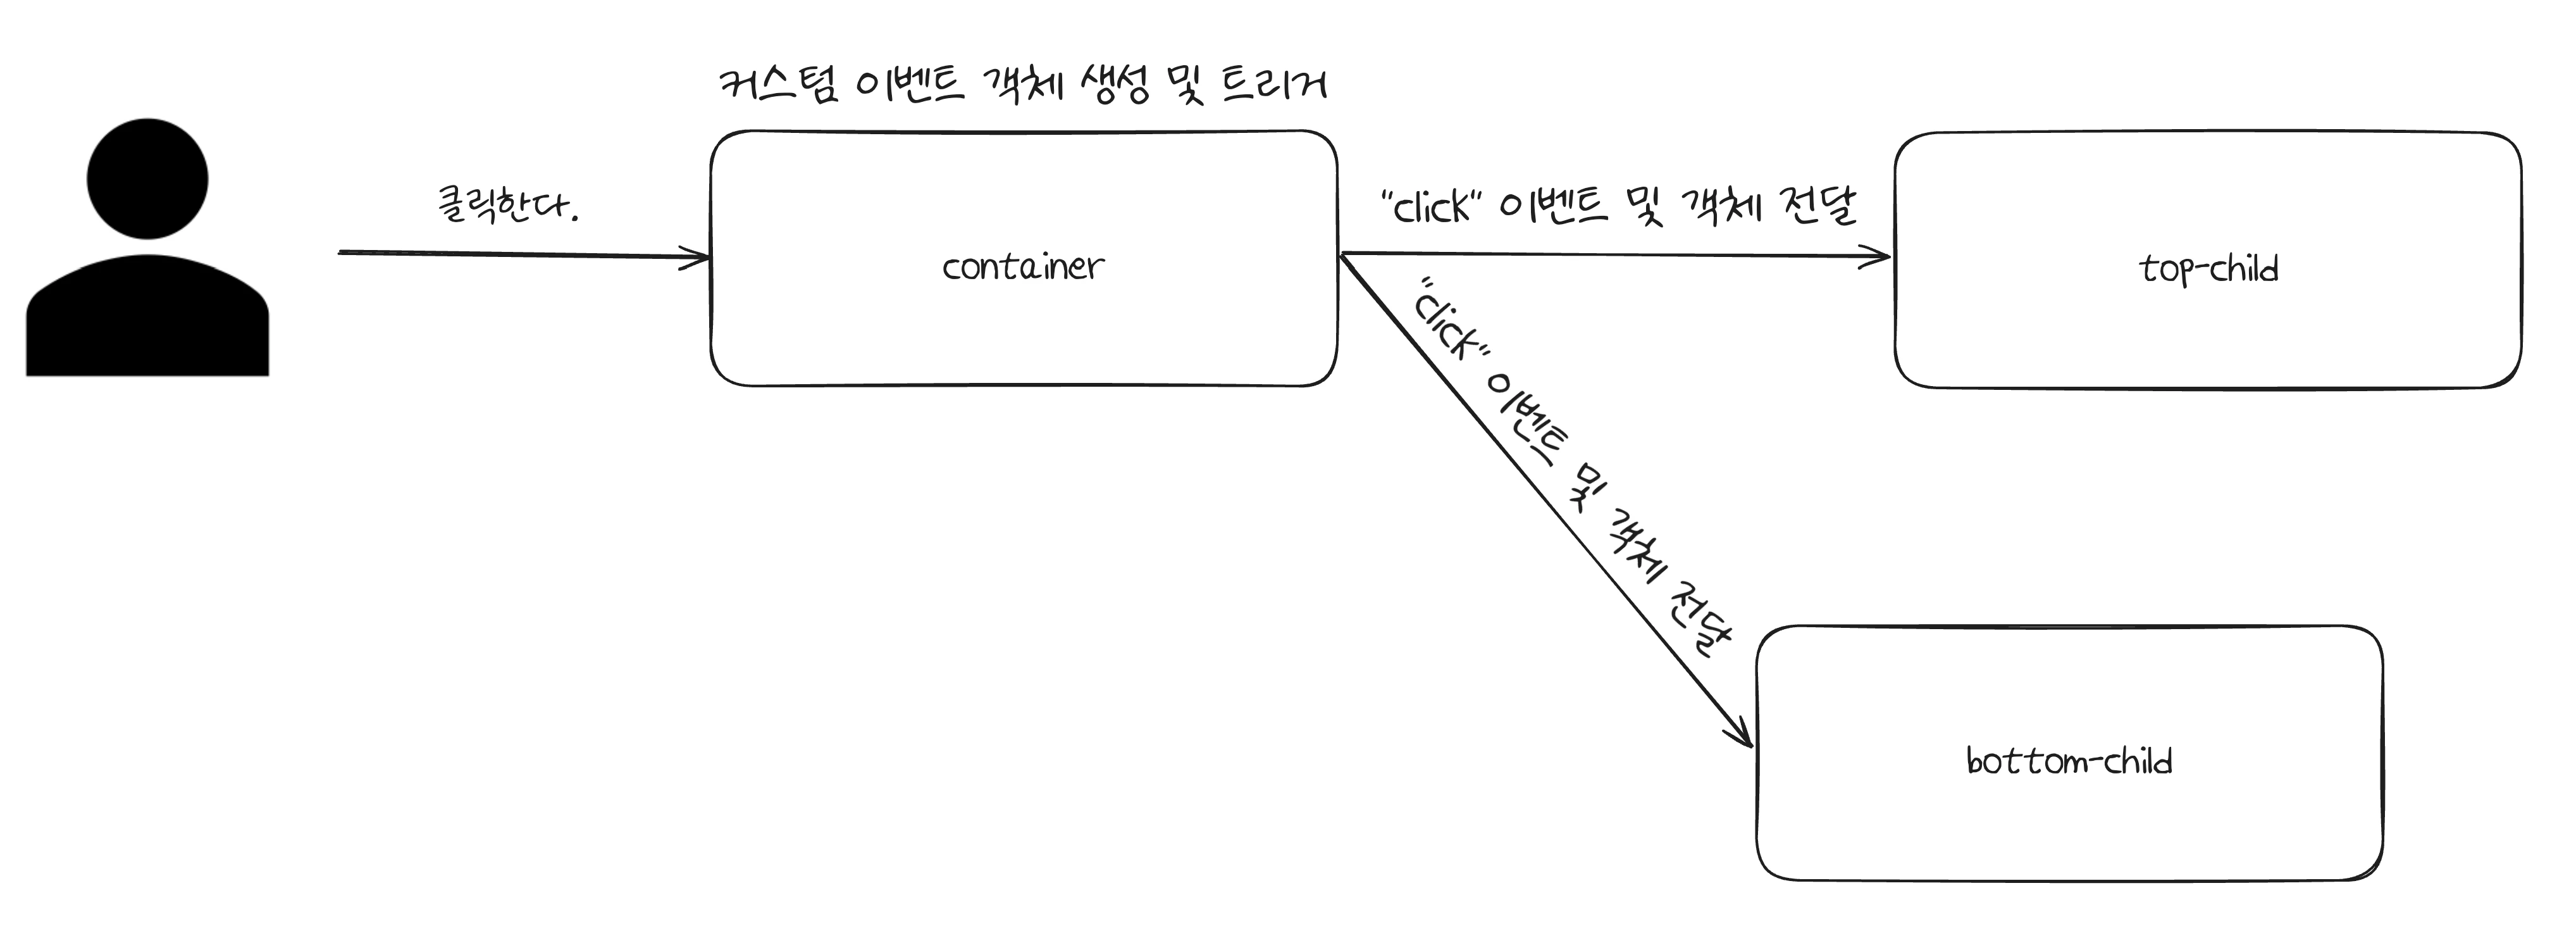 커스텀 이벤트 객체 생성 및 트리거
클릭한다.
container
"click" 이벤트 및 객체 전달
top-child
"click" 이벤트 및 객체 전달
bottom-child